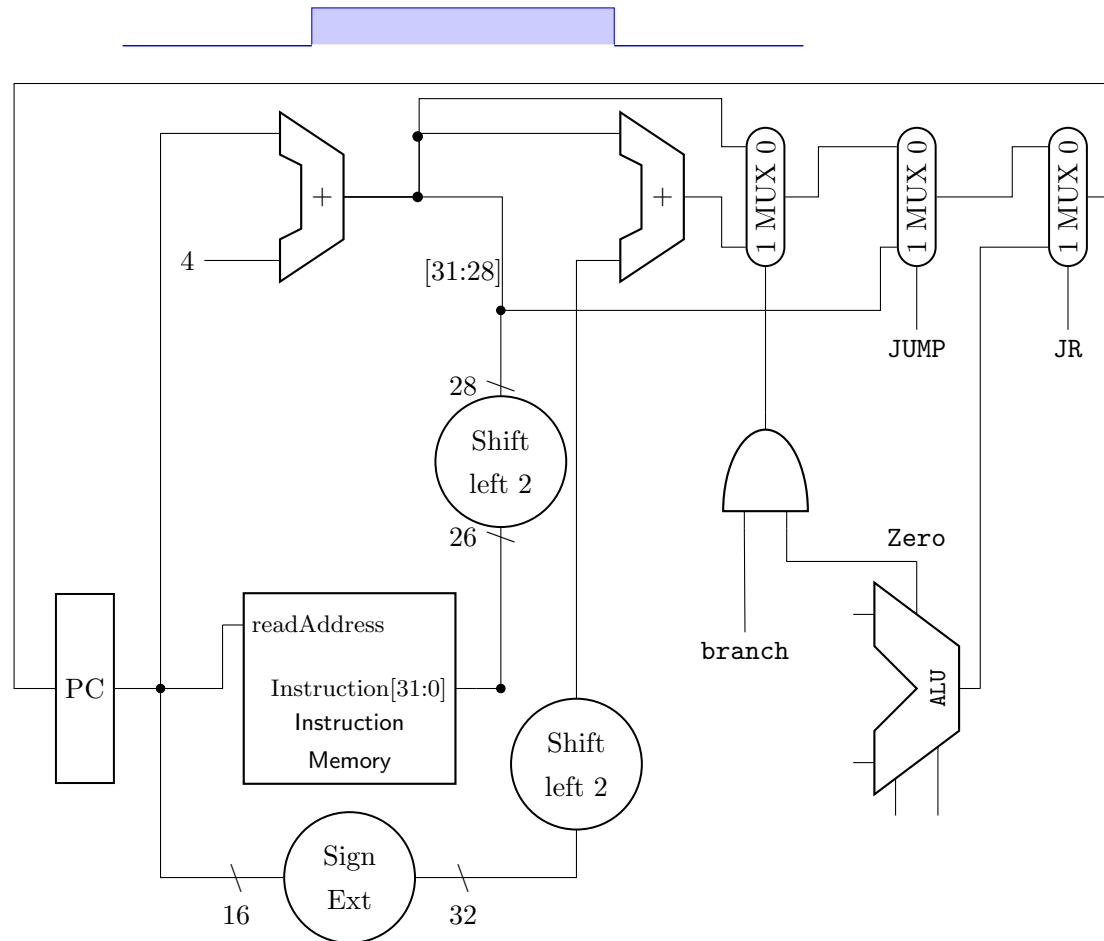 1 MUX 0
1 MUX 0
1 MUX 0
+
+
4
[31:28]
JUMP
JR
28
Shift
left 2
26
Zero
readAddress
branch
PC
Instruction[31:0]
ALU
Instruction
Memory
Shift
left 2
Sign
Ext
16
32